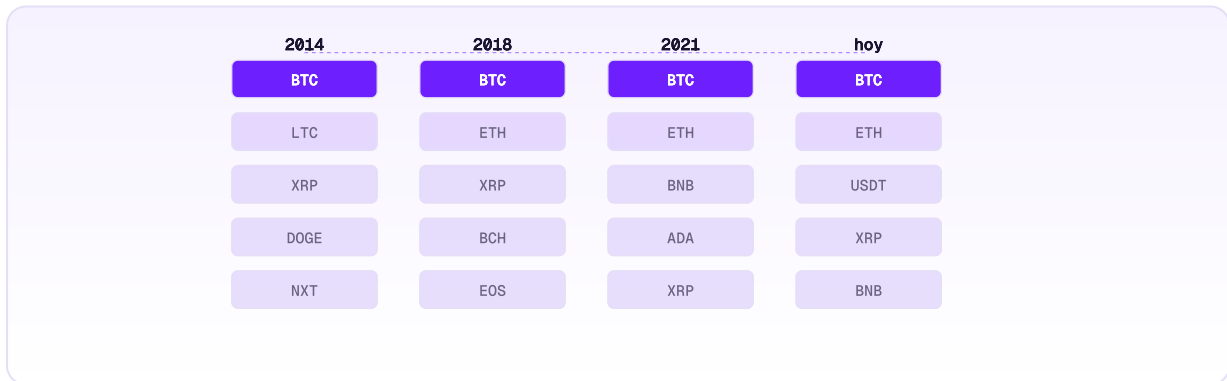 2014 2018 2021 hoy
BTC BTC BTC BTC
LTC ETH ETH ETH
XRP XRP BNB USDT
DOGE BCH ADA XRP
NXT EOS XRP BNB